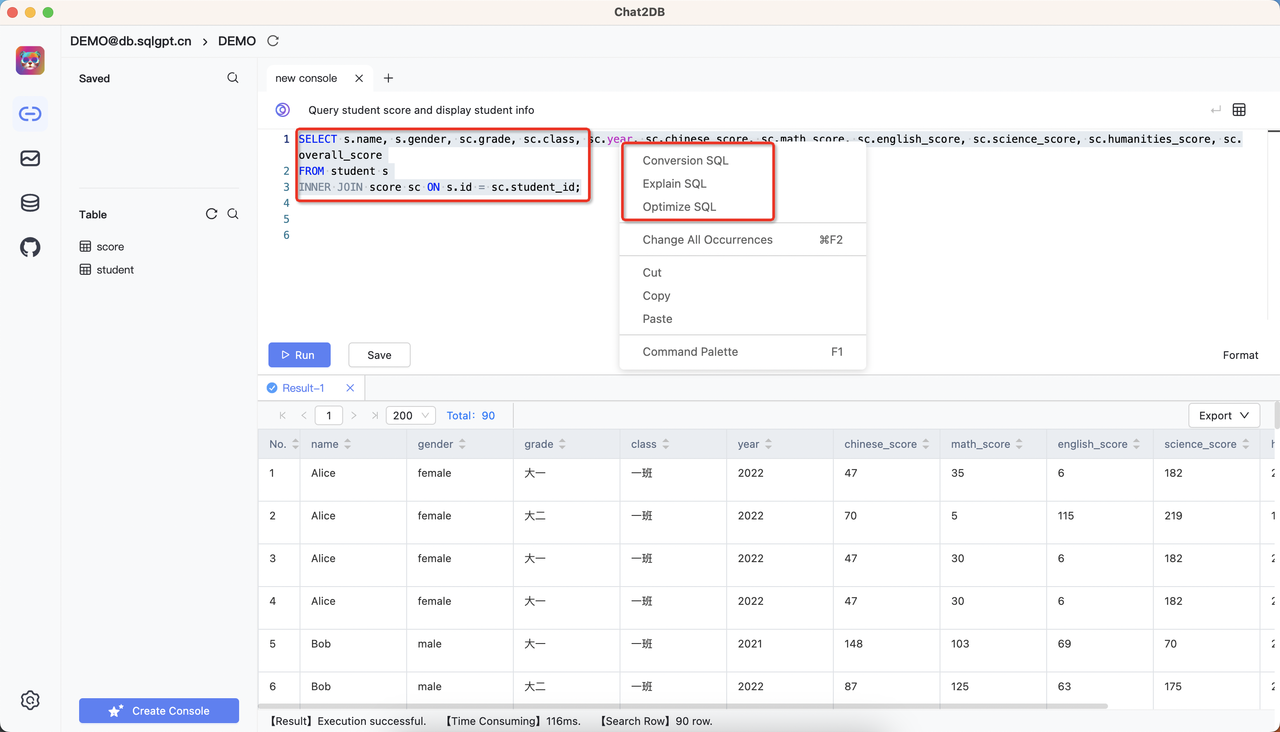 Chat2DB
DEMO@db.sqlgpt.cn > DEMO
Saved
new console
Query student score and display student info
1 SELECT s.name, s.gender, sc.grade, sc.class, sc.year, sc.chinese_score, sc.math_score, sc.english_score, sc.science_score, sc.humanities_score, sc.
overall_score
2 FROM student s
3 INNER JOIN score sc ON s.id = sc.student_id;
4
5
6
Conversion SQL
Explain SQL
Optimize SQL
Change All Occurrences ⌘F2
Cut
Copy
Paste
Command Palette F1
Table
score
student
Run
Save
Format
Result-1
1
200
Total: 90
Export
No. name gender grade class year chinese_score math_score english_score science_score h
1 Alice female 大一 一班 2022 47 35 6 182 2
2 Alice female 大二 一班 2022 70 5 115 219 1
3 Alice female 大一 一班 2022 47 30 6 182 2
4 Alice female 大一 一班 2022 47 30 6 182 2
5 Bob male 大一 一班 2021 148 103 69 70 2
6 Bob male 大二 一班 2022 87 125 63 175 2
Create Console
【Result】Execution successful. 【Time Consuming】116ms. 【Search Row】90 row.